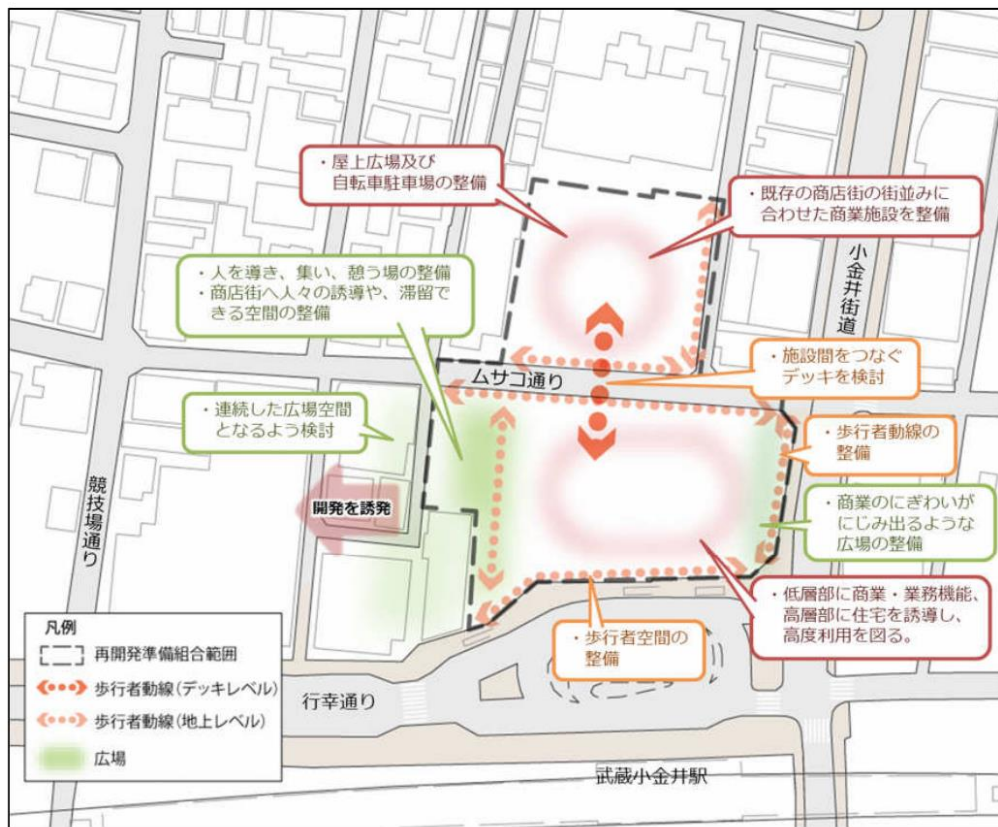 ・屋上広場及び
自転車駐車場の整備
・既存の商店街の街並みに
合わせた商業施設を整備
小金井街道
・人を導き、集い、憩う場の整備
・商店街へ人々の誘導や、滞留で
きる空間の整備
・施設間をつなぐ
デッキを検討
ムサコ通り
・連続した広場空間
となるよう検討
・歩行者動線の
整備
競技場通り
開発を誘発
・商業のにぎわいが
にじみ出るような
広場の整備
・低層部に商業・業務機能、
高層部に住宅を誘導し、
高度利用を図る。
・歩行者空間の
整備
凡例
再開発準備組合範囲
歩行者動線(デッキレベル)
歩行者動線(地上レベル)
広場
行幸通り
武蔵小金井駅